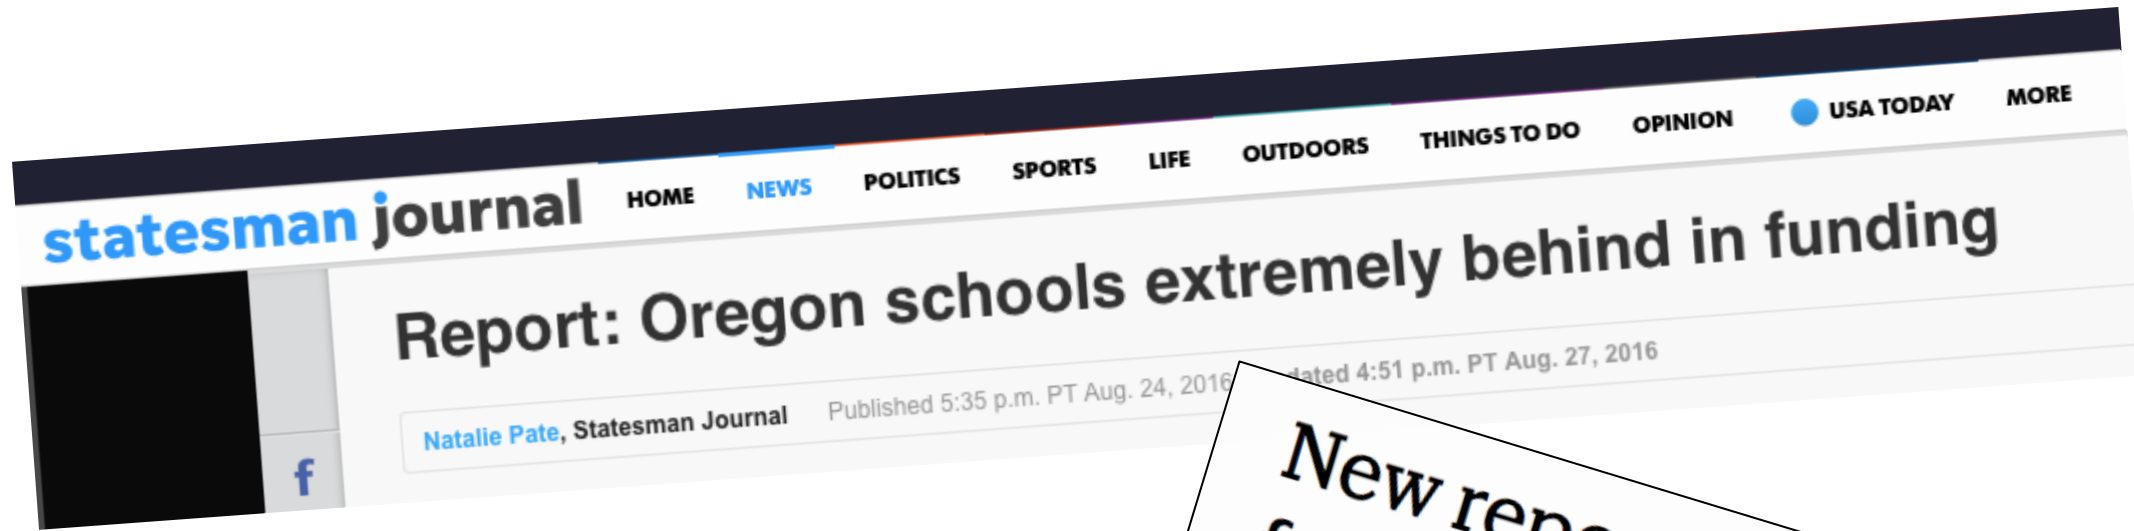 statesman journal HOME NEWS POLITICS SPORTS LIFE OUTDOORS THINGS TO DO OPINION USA TODAY MORE
Report: Oregon schools extremely behind in funding
Natalie Pate, Statesman Journal Published 5:35 p.m. PT Aug. 24, 2016 4:51 p.m. PT Aug. 27, 2016
f
New